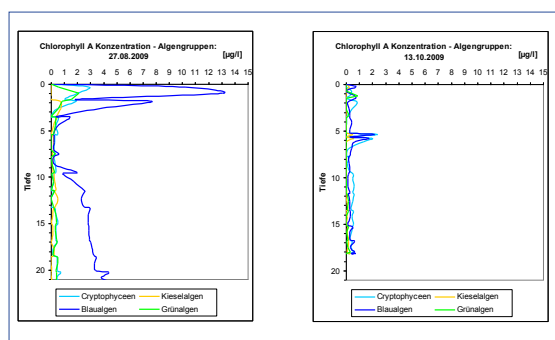 Chlorophyll A Konzentration - Algengruppen:
27.08.2009 [µg/l]
0 1 2 3 4 5 6 7 8 9 10 11 12 13 14 15
0
5
10
15
20
Tiefe
Cryptophyceen Kieselalgen
Blaualgen Grünalgen
Chlorophyll A Konzentration - Algengruppen:
13.10.2009 [µg/l]
0 1 2 3 4 5 6 7 8 9 10 11 12 13 14 15
0
5
10
15
20
Tiefe
Cryptophyceen Kieselalgen
Blaualgen Grünalgen